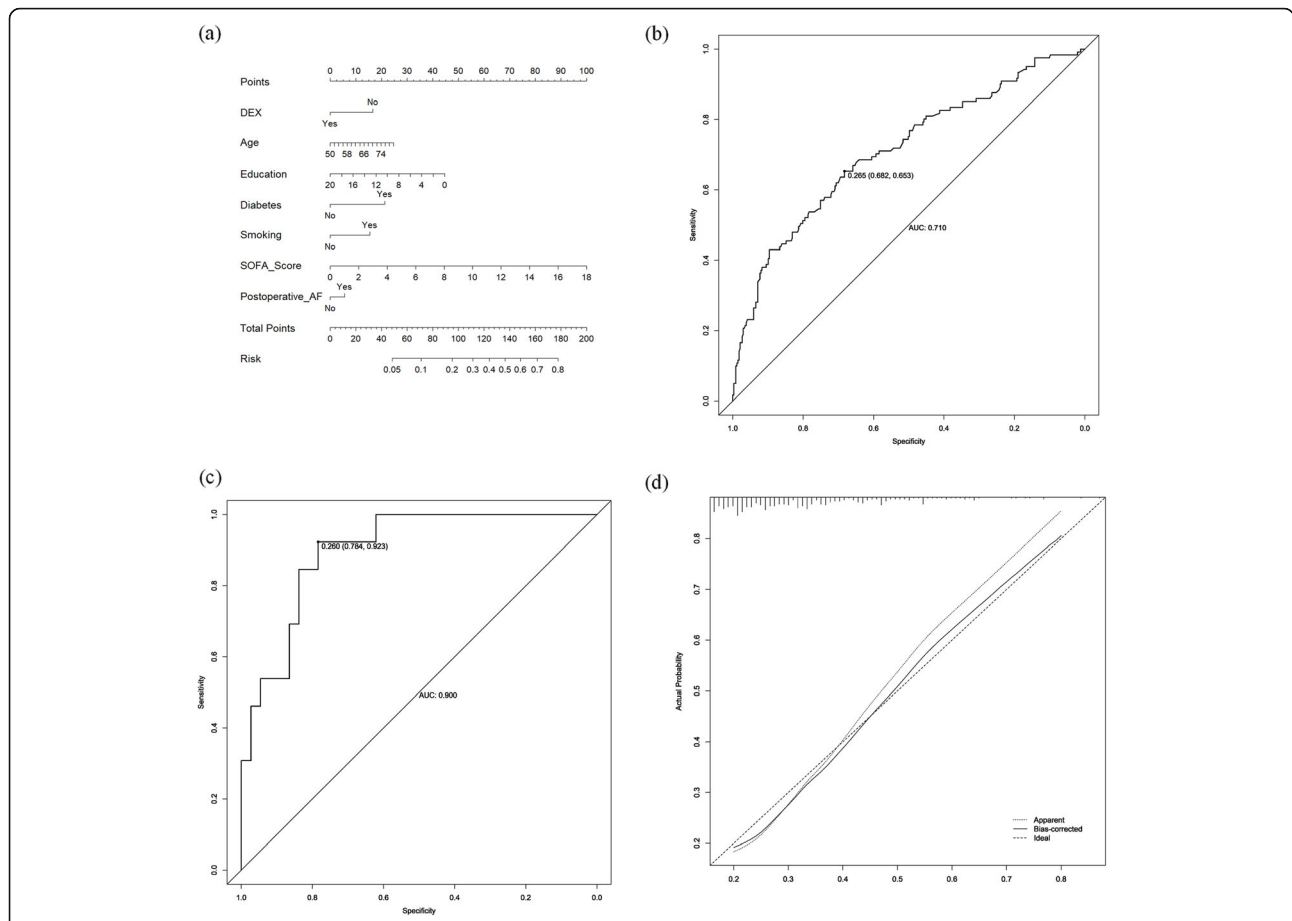 (a)
0 10 20 30 40 50 60 70 80 90 100
Points
No
DEX
Yes
Age
50 58 66 74
Education
20 16 12 8 6 4 2 0
Yes
Diabetes
No
Yes
Smoking
No
SOFA_Score
0 2 4 6 8 10 12 14 16 18
Yes
Postoperative_AF
No
Total Points
0 20 40 60 80 100 120 140 160 180 200
Risk
0.05 0.1 0.2 0.3 0.4 0.5 0.6 0.7 0.8
(b)
1.0
0.8
0.6
0.4
0.2
0.0
Sensitivity
0.265 (0.682, 0.653)
AUC: 0.710
1.0 0.8 0.6 0.4 0.2 0.0
Specificity
(c)
1.0
0.8
0.6
0.4
0.2
0.0
Sensitivity
0.260 (0.784, 0.923)
AUC: 0.900
1.0 0.8 0.6 0.4 0.2 0.0
Specificity
(d)
0.8
0.7
0.6
0.5
0.4
0.3
0.2
Actual Probability
Apparent
Bias-corrected
Ideal
0.2 0.3 0.4 0.5 0.6 0.7 0.8